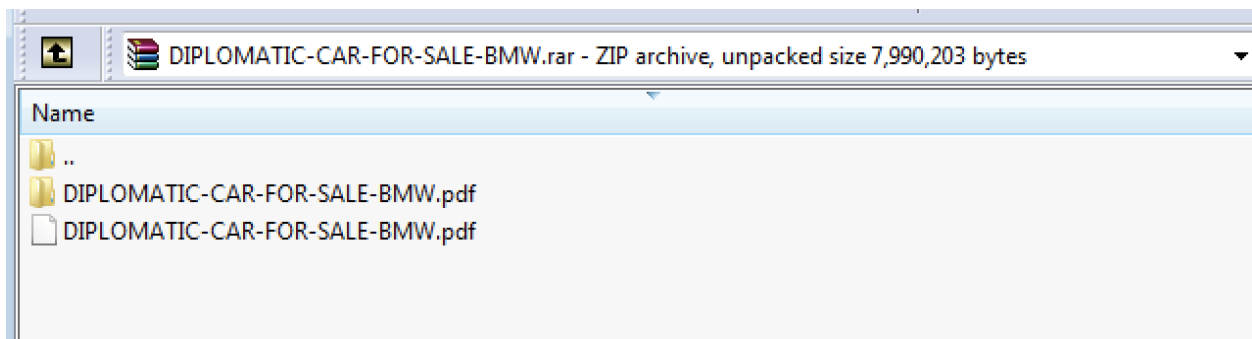 DIPLOMATIC-CAR-FOR-SALE-BMW.rar - ZIP archive, unpacked size 7,990,203 bytes
Name
..
DIPLOMATIC-CAR-FOR-SALE-BMW.pdf
DIPLOMATIC-CAR-FOR-SALE-BMW.pdf